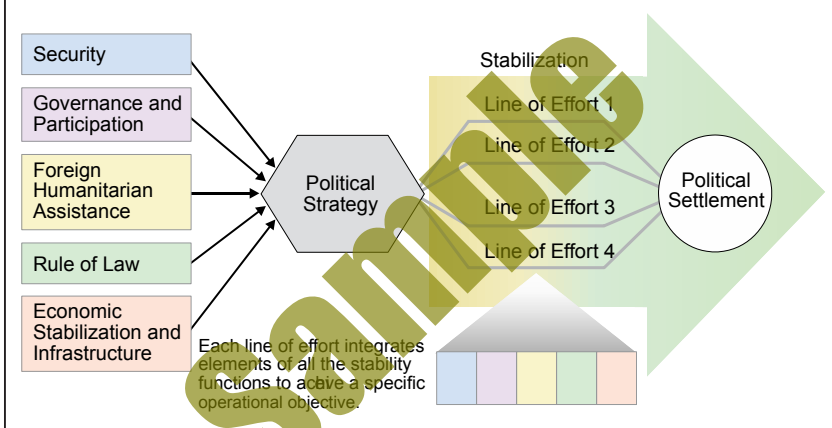 Security
Governance and
Participation
Foreign
Humanitarian
Assistance
Rule of Law
Economic
Stabilization and
Infrastructure
Political
Strategy
Stabilization
Line of Effort 1
Line of Effort 2
Line of Effort 3
Line of Effort 4
Political
Settlement
Each line of effort integrates
elements of all the stability
functions to a a specific
operational objective.
Sample